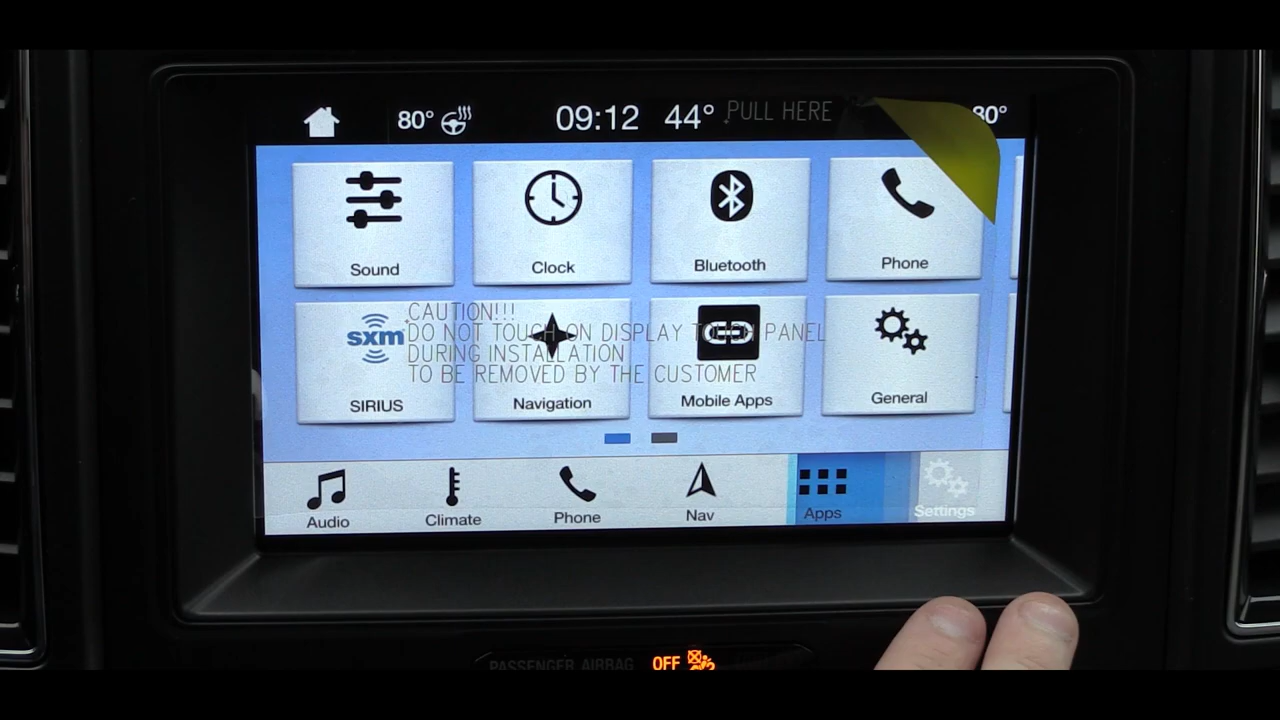 80° 09:12 44° PULL HERE 80°
Sound Clock Bluetooth Phone
CAUTION!!!
DO NOT TOUCH ON DISPLAY TOUCH PANEL
DURING INSTALLATION
TO BE REMOVED BY THE CUSTOMER
sxm
SIRIUS Navigation Mobile Apps General
Audio Climate Phone Nav Apps Settings
PASSENGER AIRBAG OFF